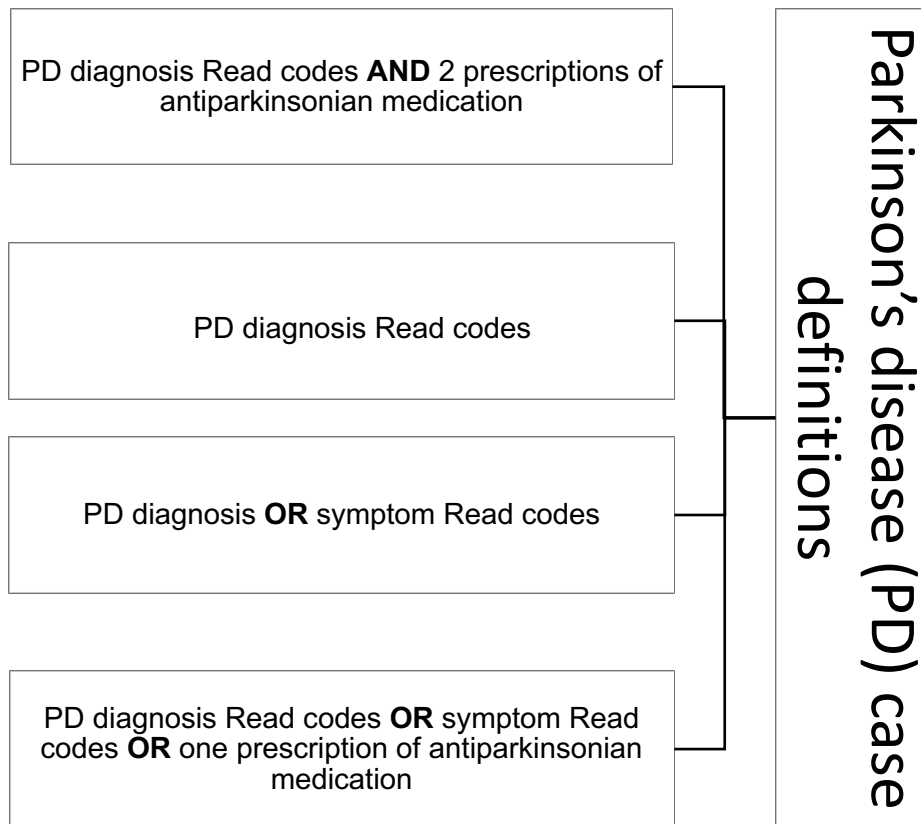 PD diagnosis Read codes AND 2 prescriptions of
antiparkinsonian medication
PD diagnosis Read codes
PD diagnosis OR symptom Read codes
PD diagnosis Read codes OR symptom Read
codes OR one prescription of antiparkinsonian
medication
Parkinson’s disease (PD) case
definitions